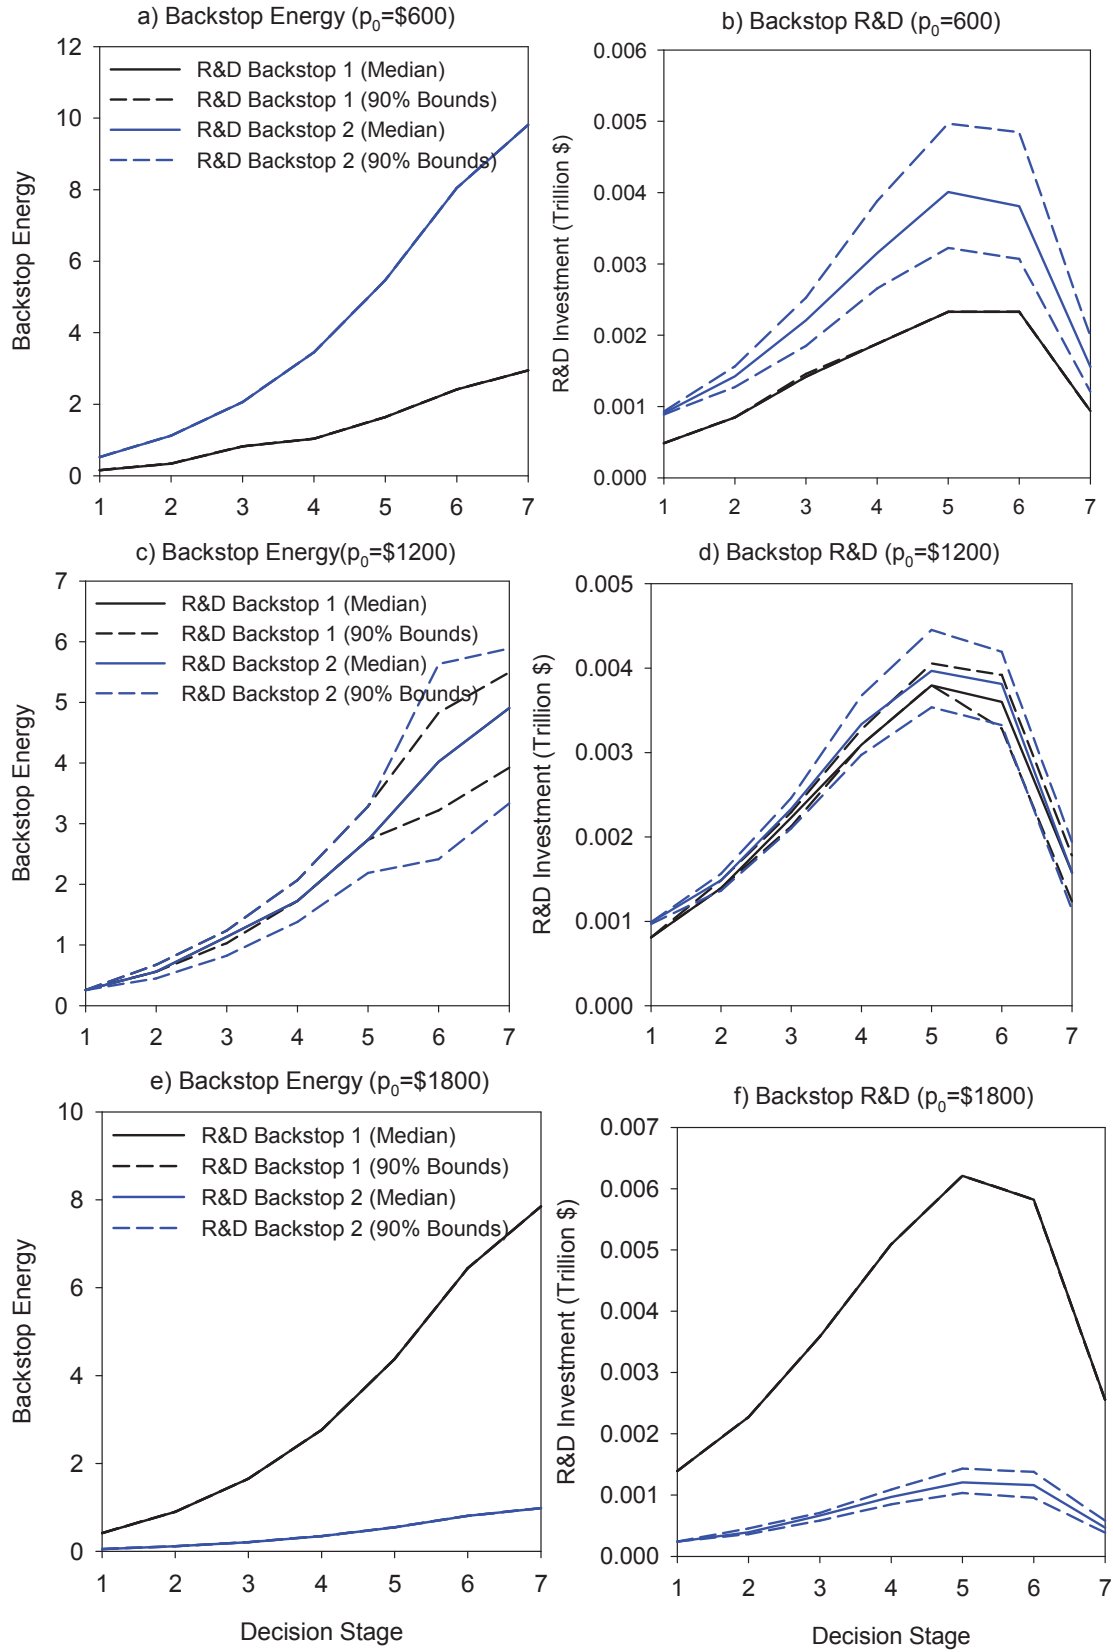 a) Backstop Energy (p0=$600)
12
10
8
6
4
2
0
Backstop Energy
R&D Backstop 1 (Median)
R&D Backstop 1 (90% Bounds)
R&D Backstop 2 (Median)
R&D Backstop 2 (90% Bounds)
1 2 3 4 5 6 7
b) Backstop R&D (p0=600)
0.006
0.005
0.004
0.003
0.002
0.001
0.000
R&D Investment (Trillion $)
1 2 3 4 5 6 7
c) Backstop Energy(p0=$1200)
7
6
5
4
3
2
1
0
Backstop Energy
R&D Backstop 1 (Median)
R&D Backstop 1 (90% Bounds)
R&D Backstop 2 (Median)
R&D Backstop 2 (90% Bounds)
1 2 3 4 5 6 7
d) Backstop R&D (p0=$1200)
0.005
0.004
0.003
0.002
0.001
0.000
R&D Investment (Trillion $)
1 2 3 4 5 6 7
e) Backstop Energy (p0=$1800)
10
8
6
4
2
0
Backstop Energy
R&D Backstop 1 (Median)
R&D Backstop 1 (90% Bounds)
R&D Backstop 2 (Median)
R&D Backstop 2 (90% Bounds)
1 2 3 4 5 6 7
Decision Stage
f) Backstop R&D (p0=$1800)
0.007
0.006
0.005
0.004
0.003
0.002
0.001
0.000
R&D Investment (Trillion $)
1 2 3 4 5 6 7
Decision Stage